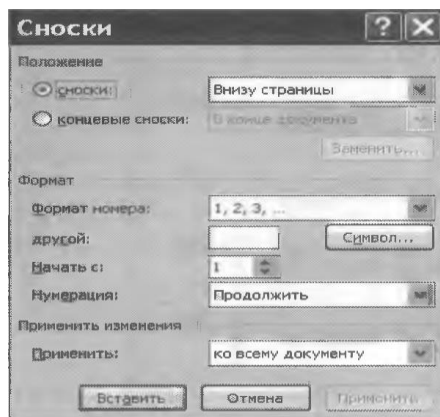 Сноски
Положение
сноски: Внизу страницы
концевые сноски: В конце документа
Заменить...
Формат
Формат номера: 1, 2, 3, ...
другой: Символ...
Начать с: 1
Нумерация: Продолжить
Применить изменения
Применить: ко всему документу
Вставить Отмена Применить